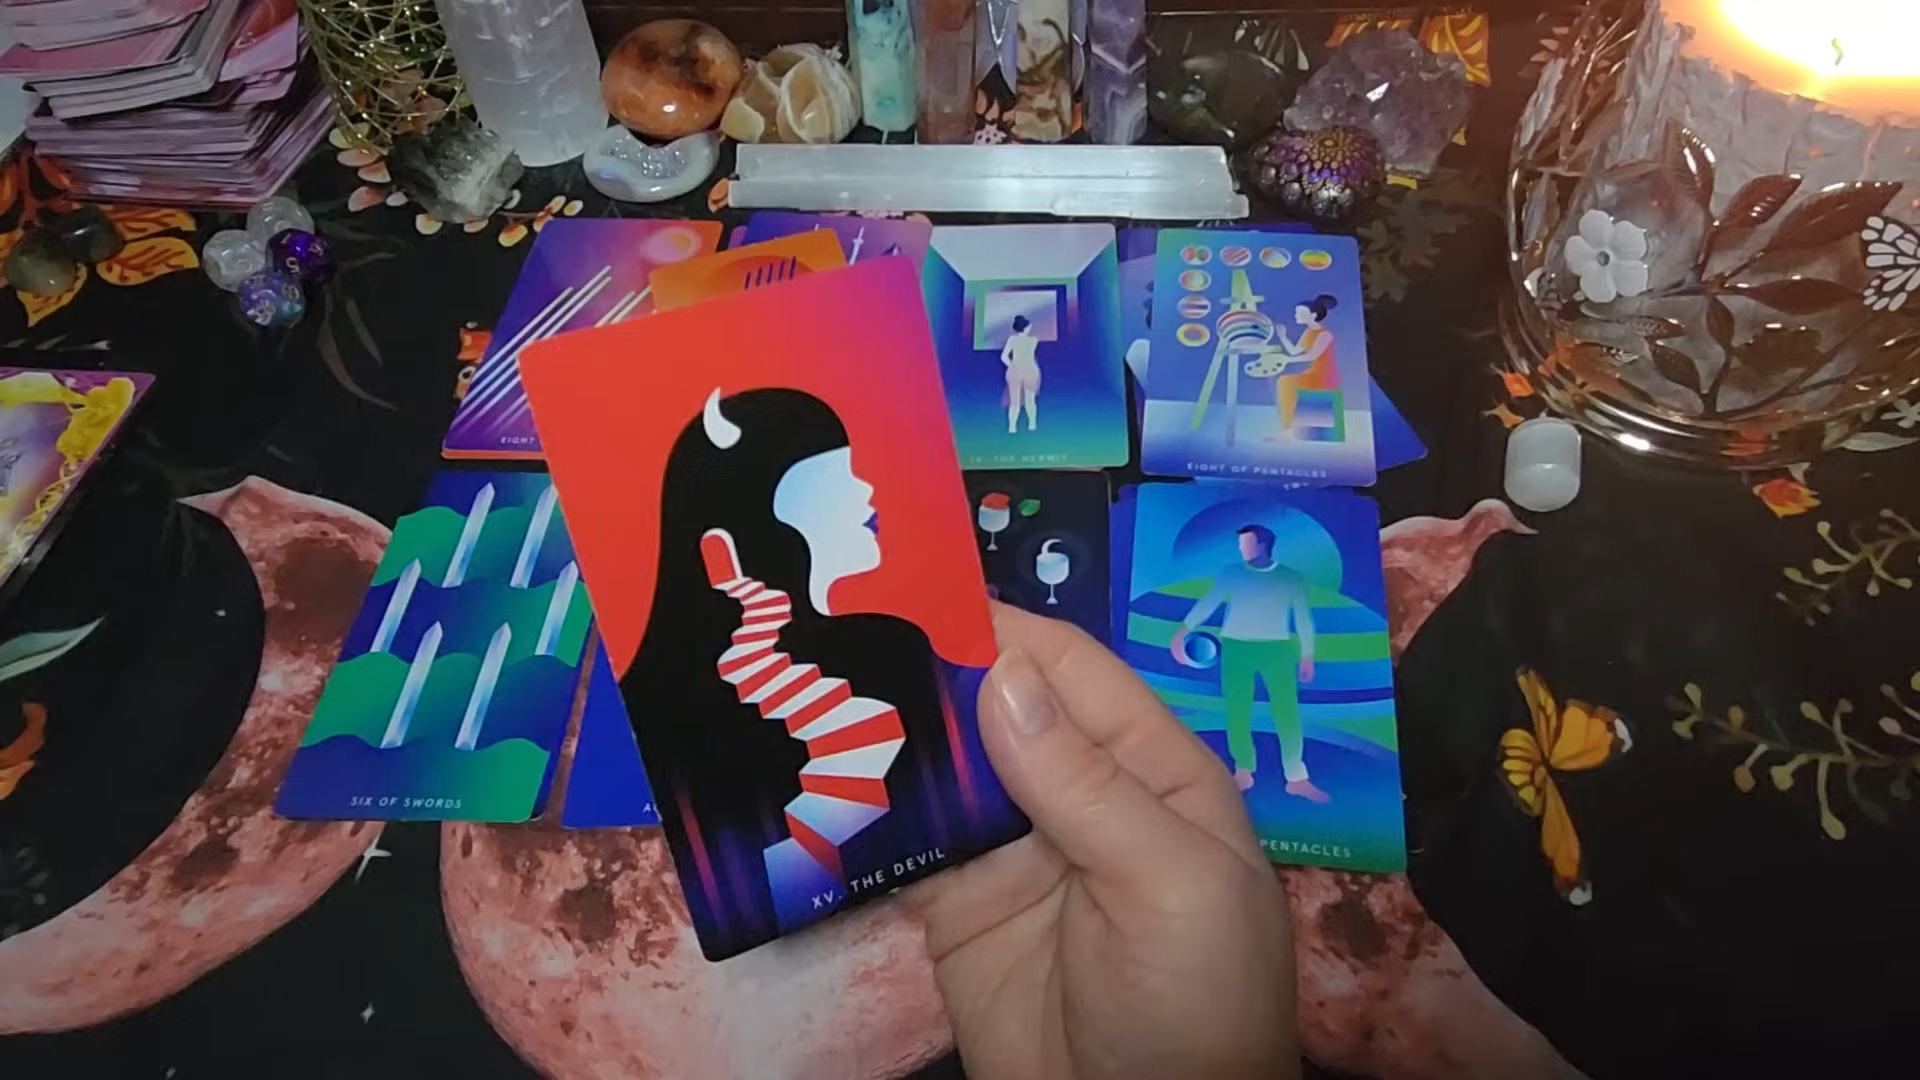 EIGHT
IX. THE HERMIT
EIGHT OF PENTACLES
SIX OF SWORDS
XV. THE DEVIL
PENTACLES